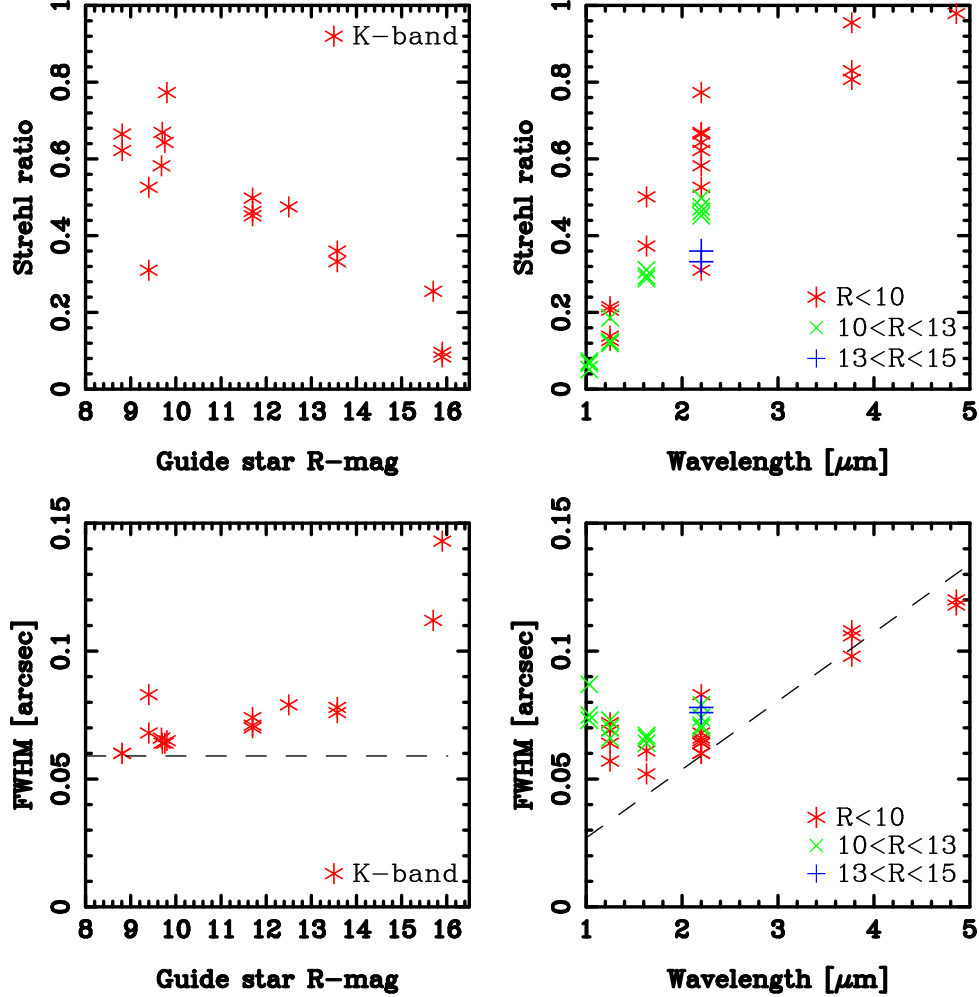 1
0.8
0.6
0.4
0.2
0
Strehl ratio
K−band
8 9 10 11 12 13 14 15 16
Guide star R−mag
1
0.8
0.6
0.4
0.2
0
Strehl ratio
R<10
10<R<13
13<R<15
1 2 3 4 5
Wavelength [μm]
0.15
0.1
0.05
0
FWHM [arcsec]
K−band
8 9 10 11 12 13 14 15 16
Guide star R−mag
0.15
0.1
0.05
0
FWHM [arcsec]
R<10
10<R<13
13<R<15
1 2 3 4 5
Wavelength [μm]